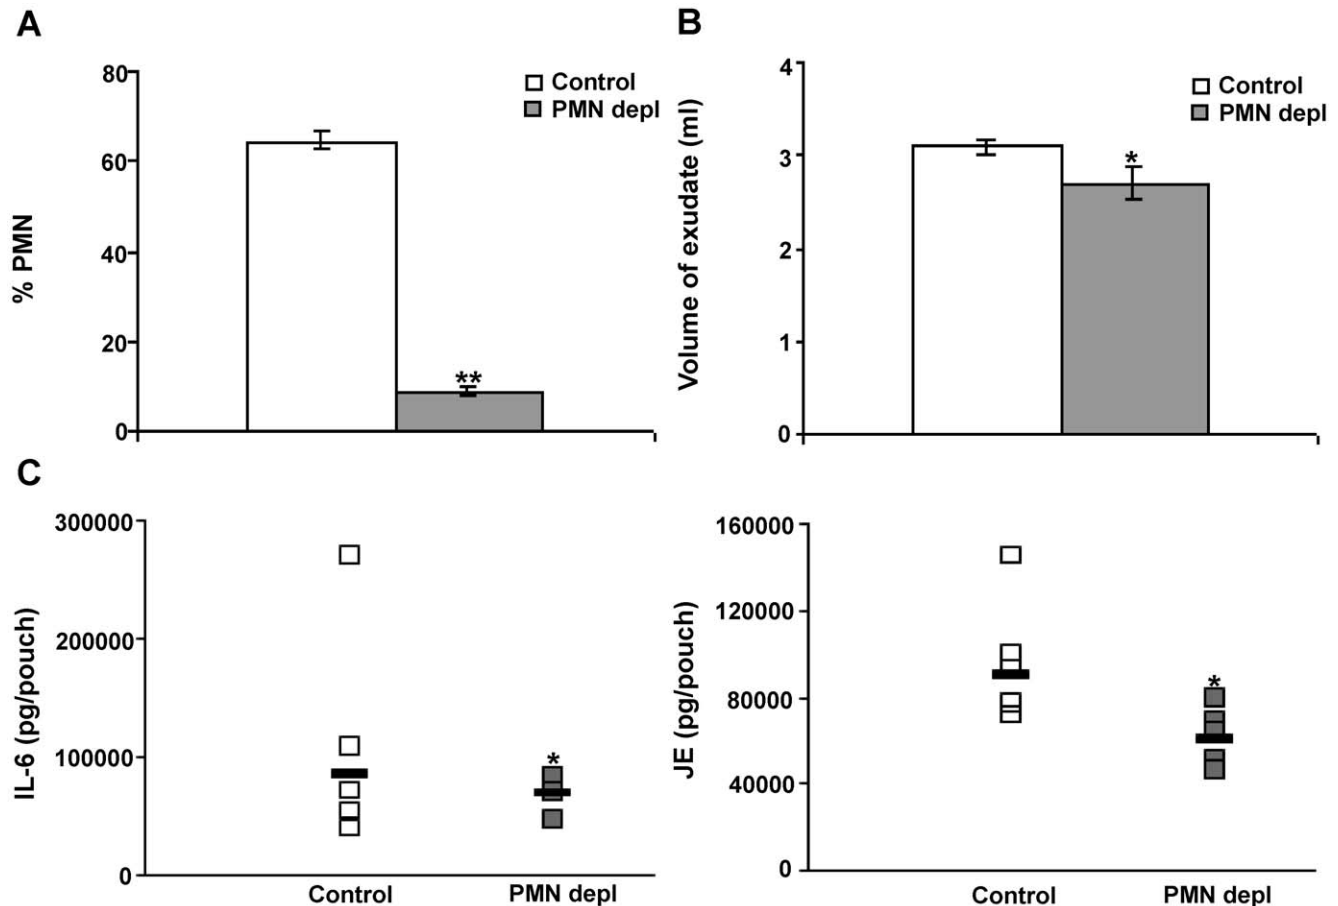 A
80
60
40
20
0
% PMN
Control
PMN depl
**
B
4
3
2
1
0
Volume of exudate (ml)
Control
PMN depl
*
C
300000
200000
100000
0
IL-6 (pg/pouch)
*
Control
PMN depl
160000
120000
80000
40000
0
JE (pg/pouch)
*
Control
PMN depl